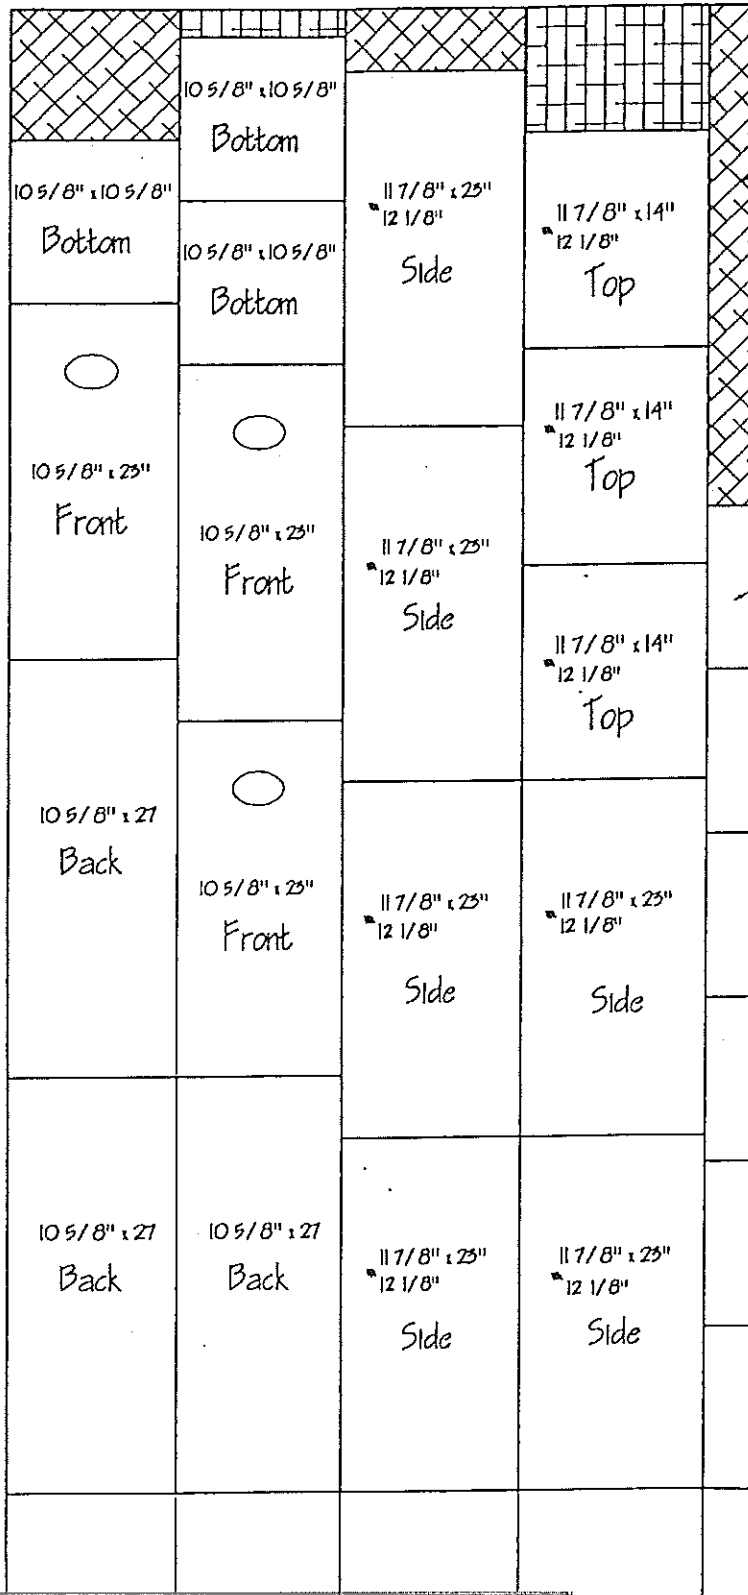 10 5/8" x 10 5/8"
Bottom
10 5/8" x 23"
Front
10 5/8" x 27
Back
10 5/8" x 27
Back
10 5/8" x 10 5/8"
Bottom
10 5/8" x 10 5/8"
Bottom
10 5/8" x 23"
Front
10 5/8" x 23"
Front
10 5/8" x 27
Back
11 7/8" x 23"
* 12 1/8"
Side
11 7/8" x 23"
* 12 1/8"
Side
11 7/8" x 23"
* 12 1/8"
Side
11 7/8" x 23"
* 12 1/8"
Side
11 7/8" x 14"
* 12 1/8"
Top
11 7/8" x 14"
* 12 1/8"
Top
11 7/8" x 14"
* 12 1/8"
Top
11 7/8" x 23"
* 12 1/8"
Side
11 7/8" x 23"
* 12 1/8"
Side